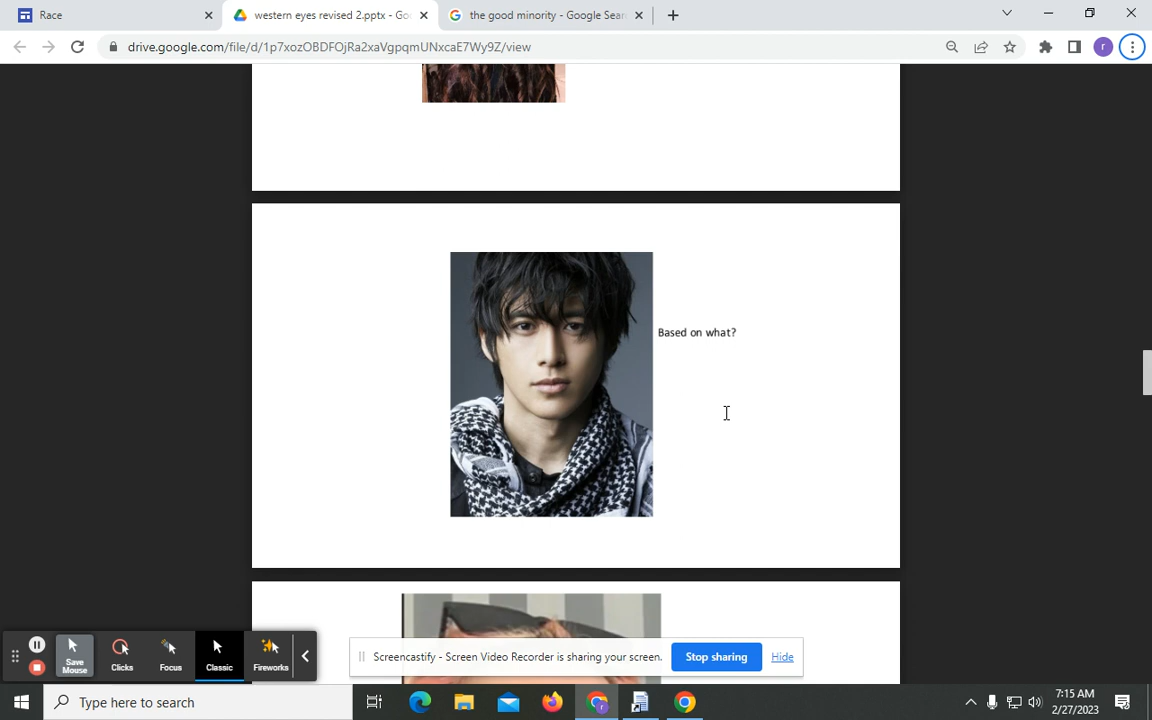 Race
western eyes revised 2.pptx - Go
the good minority - Google Sear
drive.google.com/file/d/1p7xozOBDFOjRa2xaVgpqmUNxcaE7Wy9Z/view
r
Based on what?
Save Mouse
Clicks
Focus
Classic
Fireworks
Screencastify - Screen Video Recorder is sharing your screen.
Stop sharing
Hide
Type here to search
7:15 AM
2/27/2023